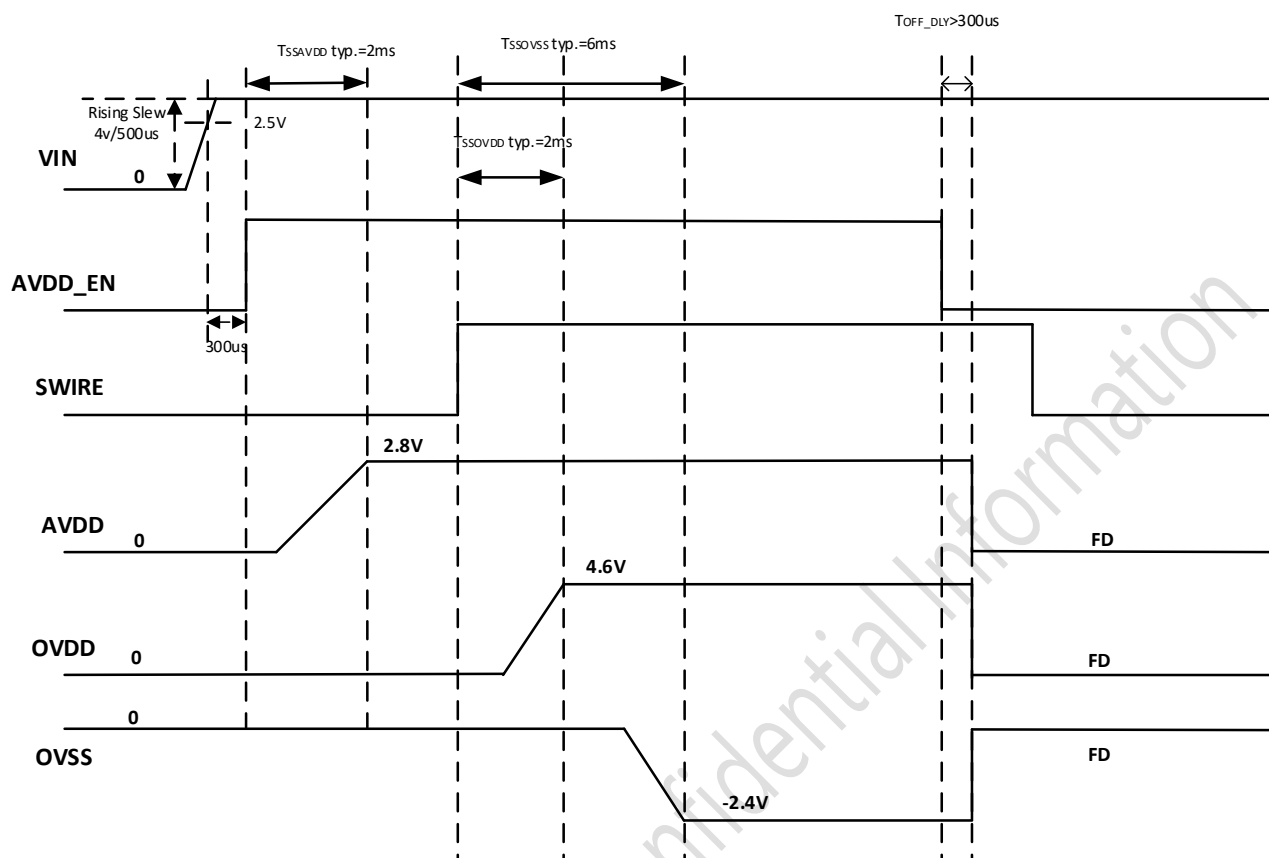 TOFF_DLY>300us
TSSAVDD typ.=2ms
TSSOVSS typ.=6ms
Rising Slew
4v/500us
2.5V
TSSOVDD typ.=2ms
VIN
0
AVDD_EN
300us
SWIRE
2.8V
AVDD
0
FD
4.6V
OVDD
0
FD
0
OVSS
FD
-2.4V
nfidential Information